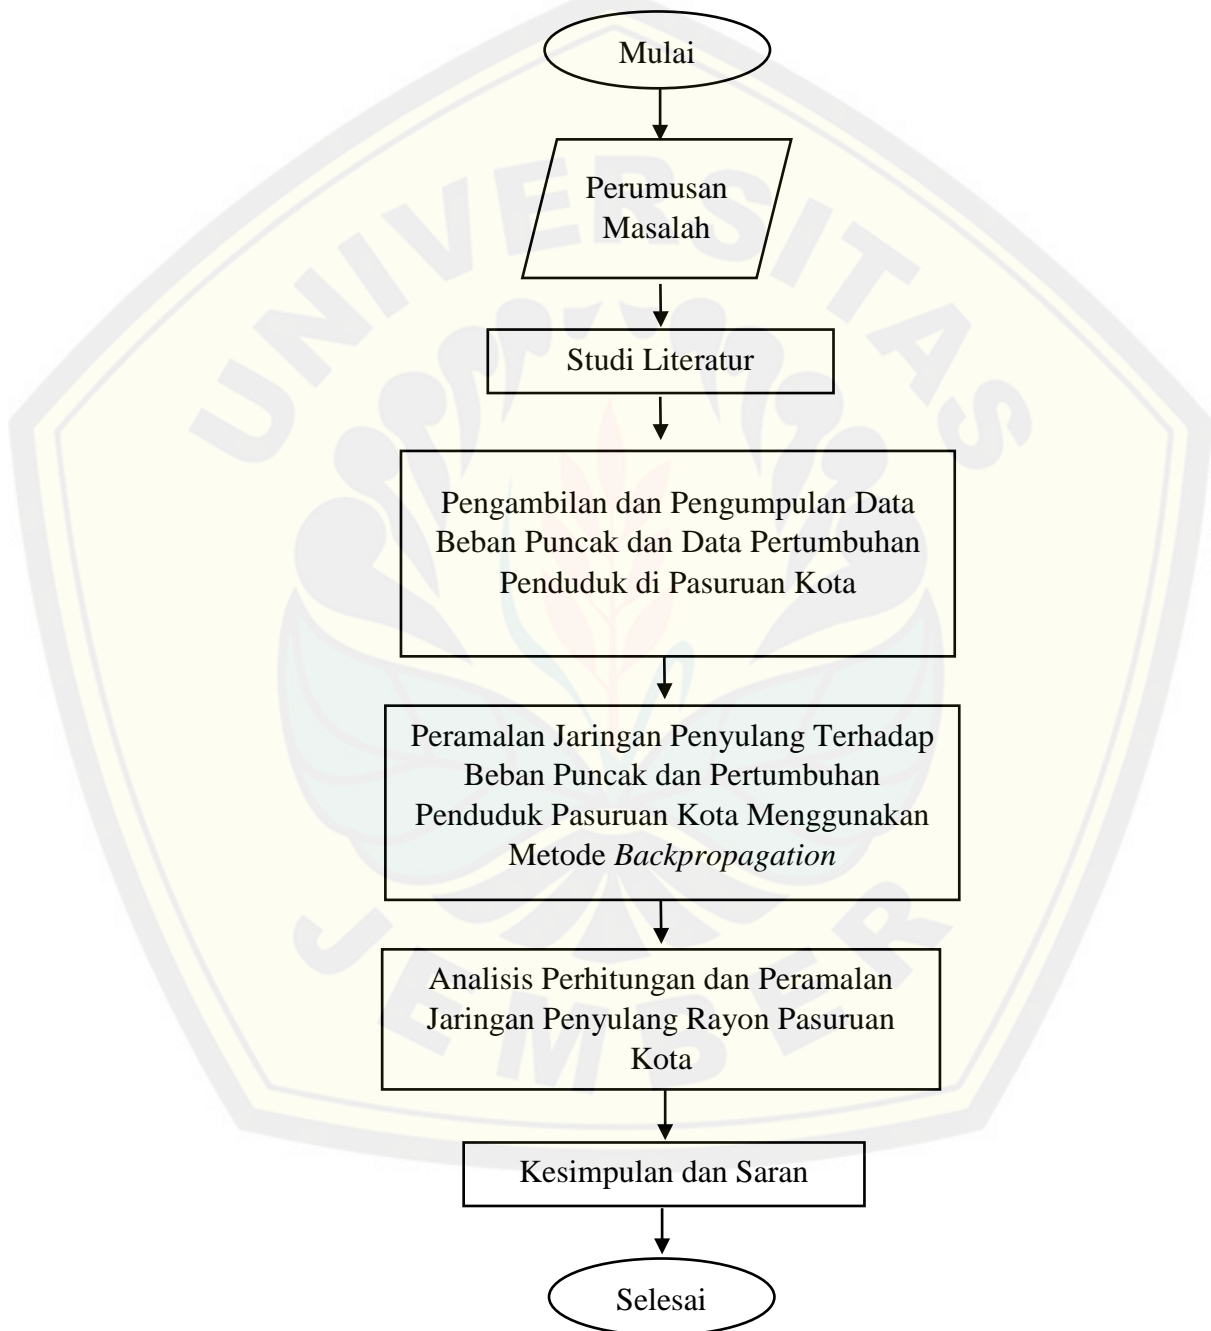 Mulai
Perumusan
Masalah
Studi Literatur
Pengambilan dan Pengumpulan Data
Beban Puncak dan Data Pertumbuhan
Penduduk di Pasuruan Kota
Peramalan Jaringan Penyulang Terhadap
Beban Puncak dan Pertumbuhan
Penduduk Pasuruan Kota Menggunakan
Metode Backpropagation
Analisis Perhitungan dan Peramalan
Jaringan Penyulang Rayon Pasuruan
Kota
Kesimpulan dan Saran
Selesai
UNIVERSITAS
JEMBER